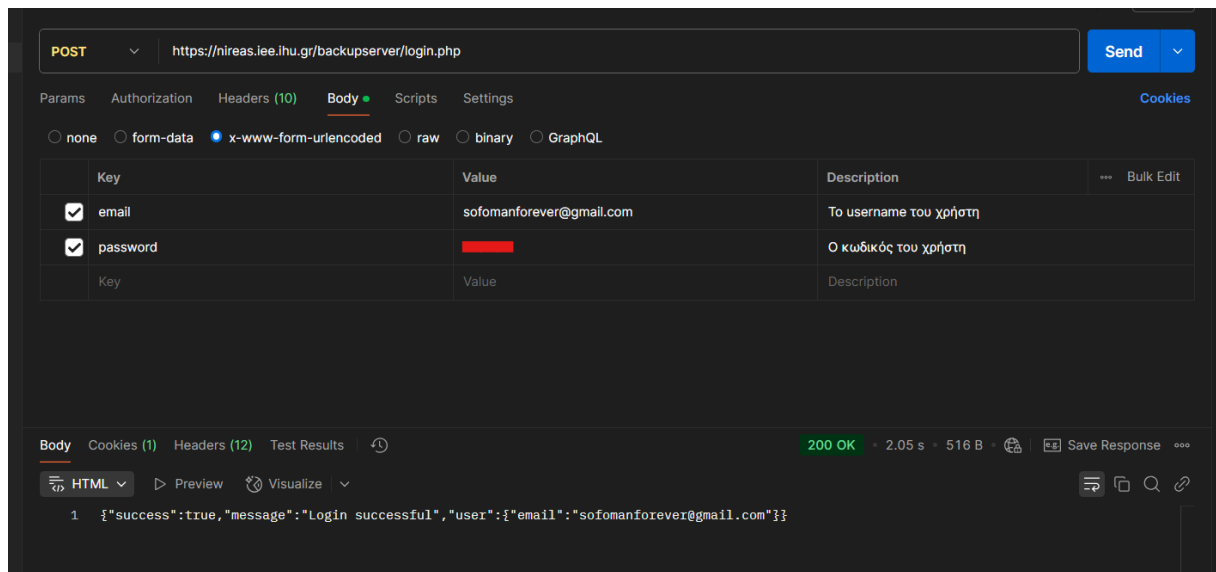 POST https://nireas.iee.ihu.gr/backupserver/login.php Send
Params Authorization Headers (10) Body Scripts Settings Cookies
none form-data x-www-form-urlencoded raw binary GraphQL
Key Value Description Bulk Edit
email sofomanforever@gmail.com Το username του χρήστη
password Ο κωδικός του χρήστη
Key Value Description
Body Cookies (1) Headers (12) Test Results 200 OK 2.05 s 516 B e.g. Save Response
HTML Preview Visualize
1 {"success":true,"message":"Login successful","user":{"email":"sofomanforever@gmail.com"}}